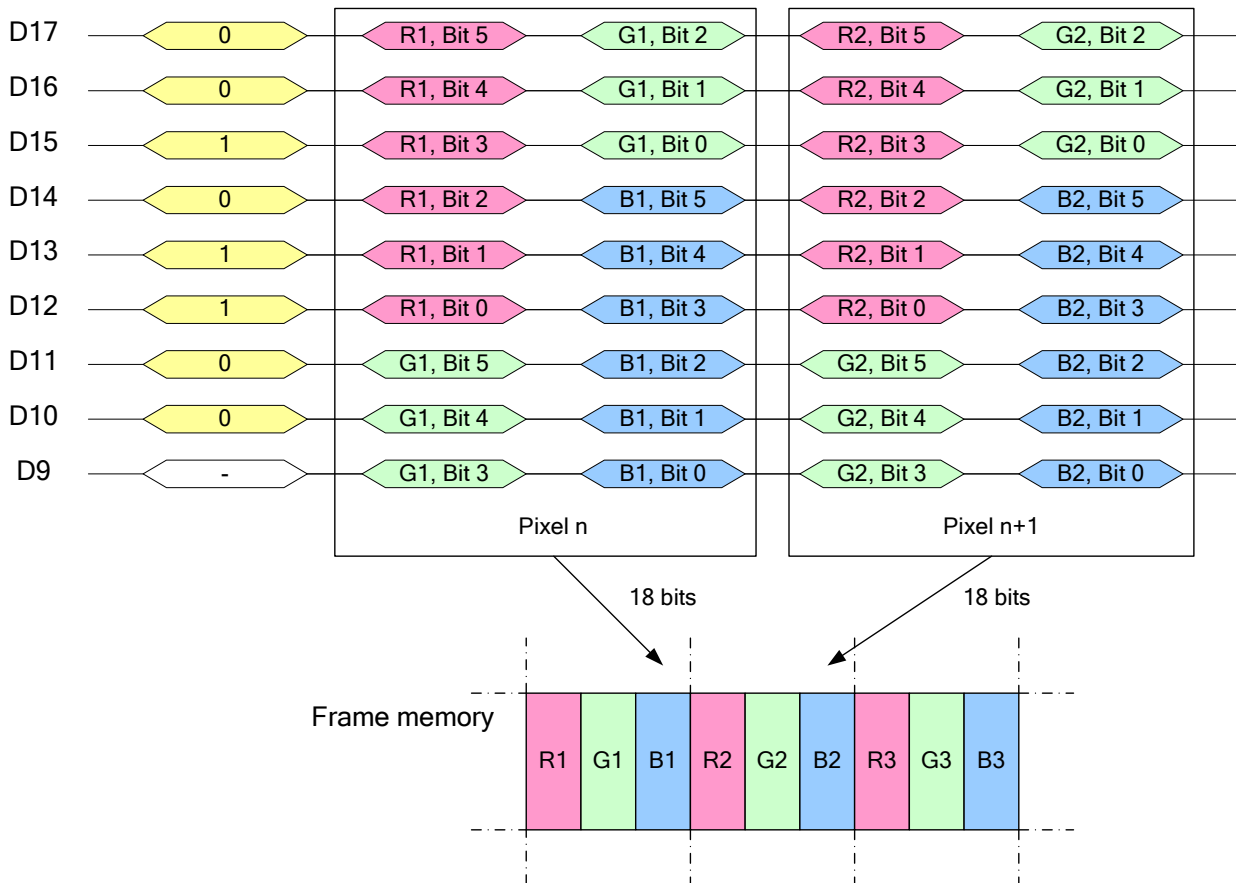 D17 0 R1, Bit 5 G1, Bit 2 R2, Bit 5 G2, Bit 2
D16 0 R1, Bit 4 G1, Bit 1 R2, Bit 4 G2, Bit 1
D15 1 R1, Bit 3 G1, Bit 0 R2, Bit 3 G2, Bit 0
D14 0 R1, Bit 2 B1, Bit 5 R2, Bit 2 B2, Bit 5
D13 1 R1, Bit 1 B1, Bit 4 R2, Bit 1 B2, Bit 4
D12 1 R1, Bit 0 B1, Bit 3 R2, Bit 0 B2, Bit 3
D11 0 G1, Bit 5 B1, Bit 2 G2, Bit 5 B2, Bit 2
D10 0 G1, Bit 4 B1, Bit 1 G2, Bit 4 B2, Bit 1
D9 - G1, Bit 3 B1, Bit 0 G2, Bit 3 B2, Bit 0
Pixel n Pixel n+1
18 bits 18 bits
Frame memory
R1 G1 B1 R2 G2 B2 R3 G3 B3